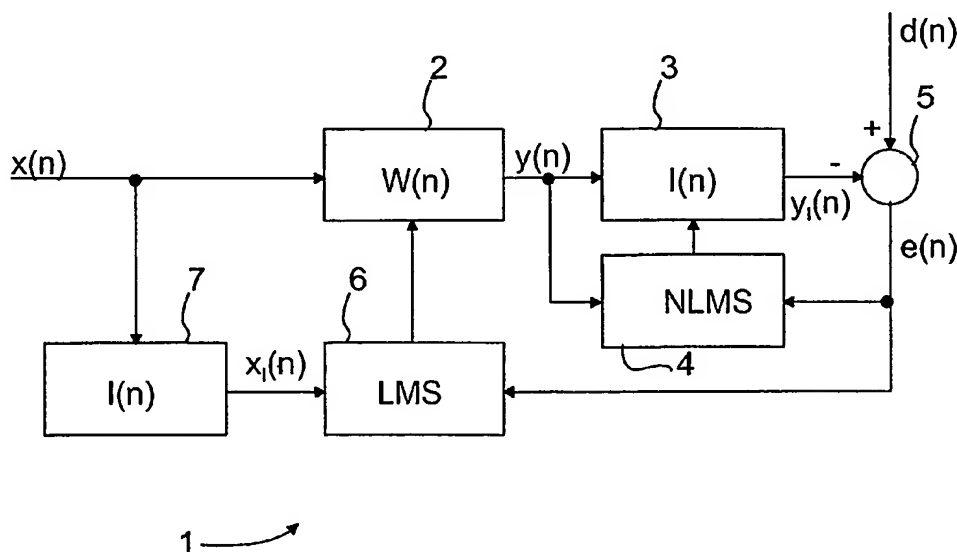 d(n)
2
3
5
+
x(n)
W(n)
y(n)
I(n)
-
yI(n)
e(n)
7
6
NLMS
4
I(n)
xI(n)
LMS
1